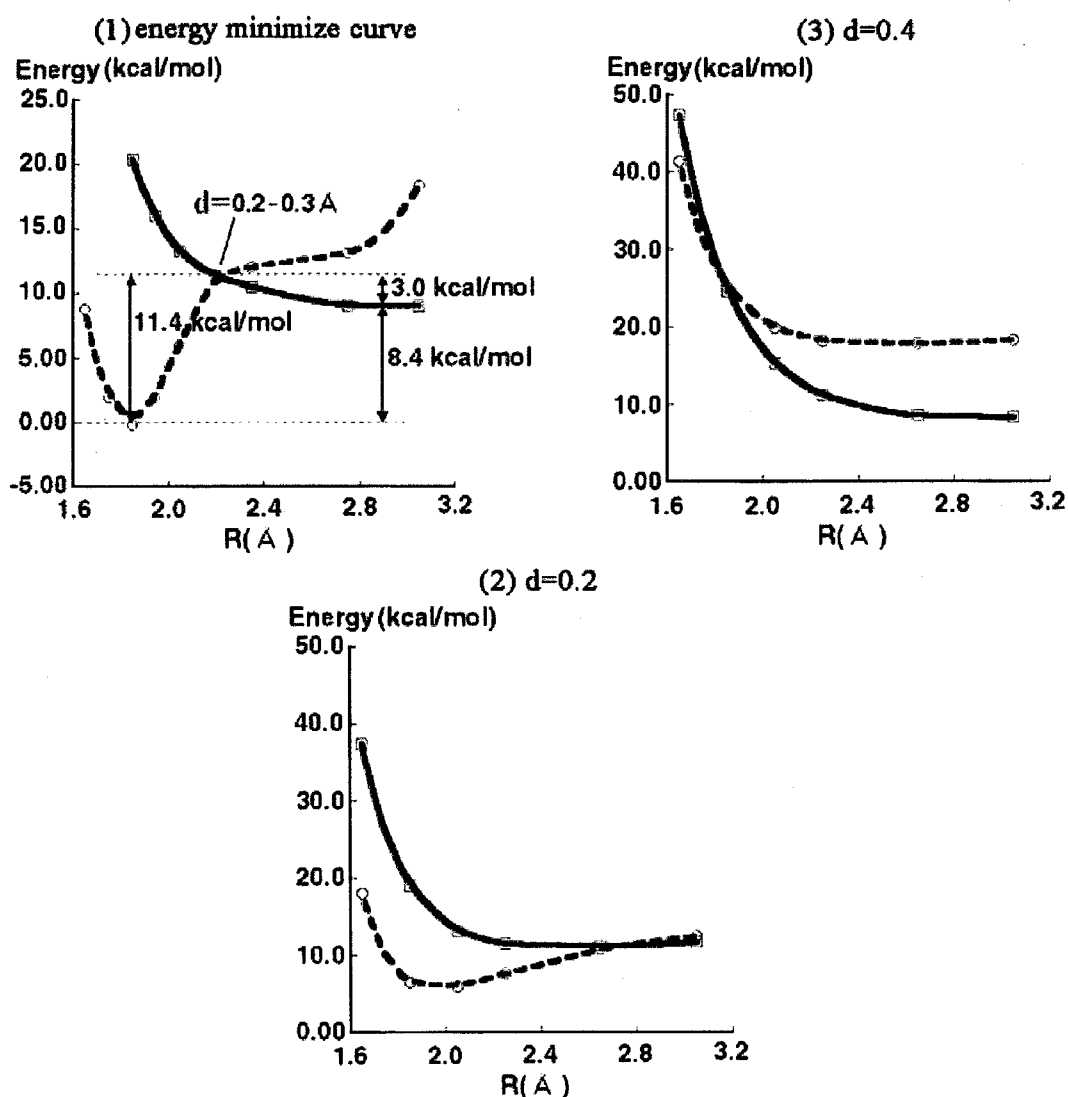 (1) energy minimize curve
Energy (kcal/mol)
25.0
20.0
15.0
10.0
5.00
0.00
-5.00
d=0.2-0.3Å
3.0 kcal/mol
11.4 kcal/mol
8.4 kcal/mol
1.6 2.0 2.4 2.8 3.2
R(Å)
(3) d=0.4
Energy (kcal/mol)
50.0
40.0
30.0
20.0
10.0
0.00
1.6 2.0 2.4 2.8 3.2
R(Å)
(2) d=0.2
Energy (kcal/mol)
50.0
40.0
30.0
20.0
10.0
0.00
1.6 2.0 2.4 2.8 3.2
R(Å)